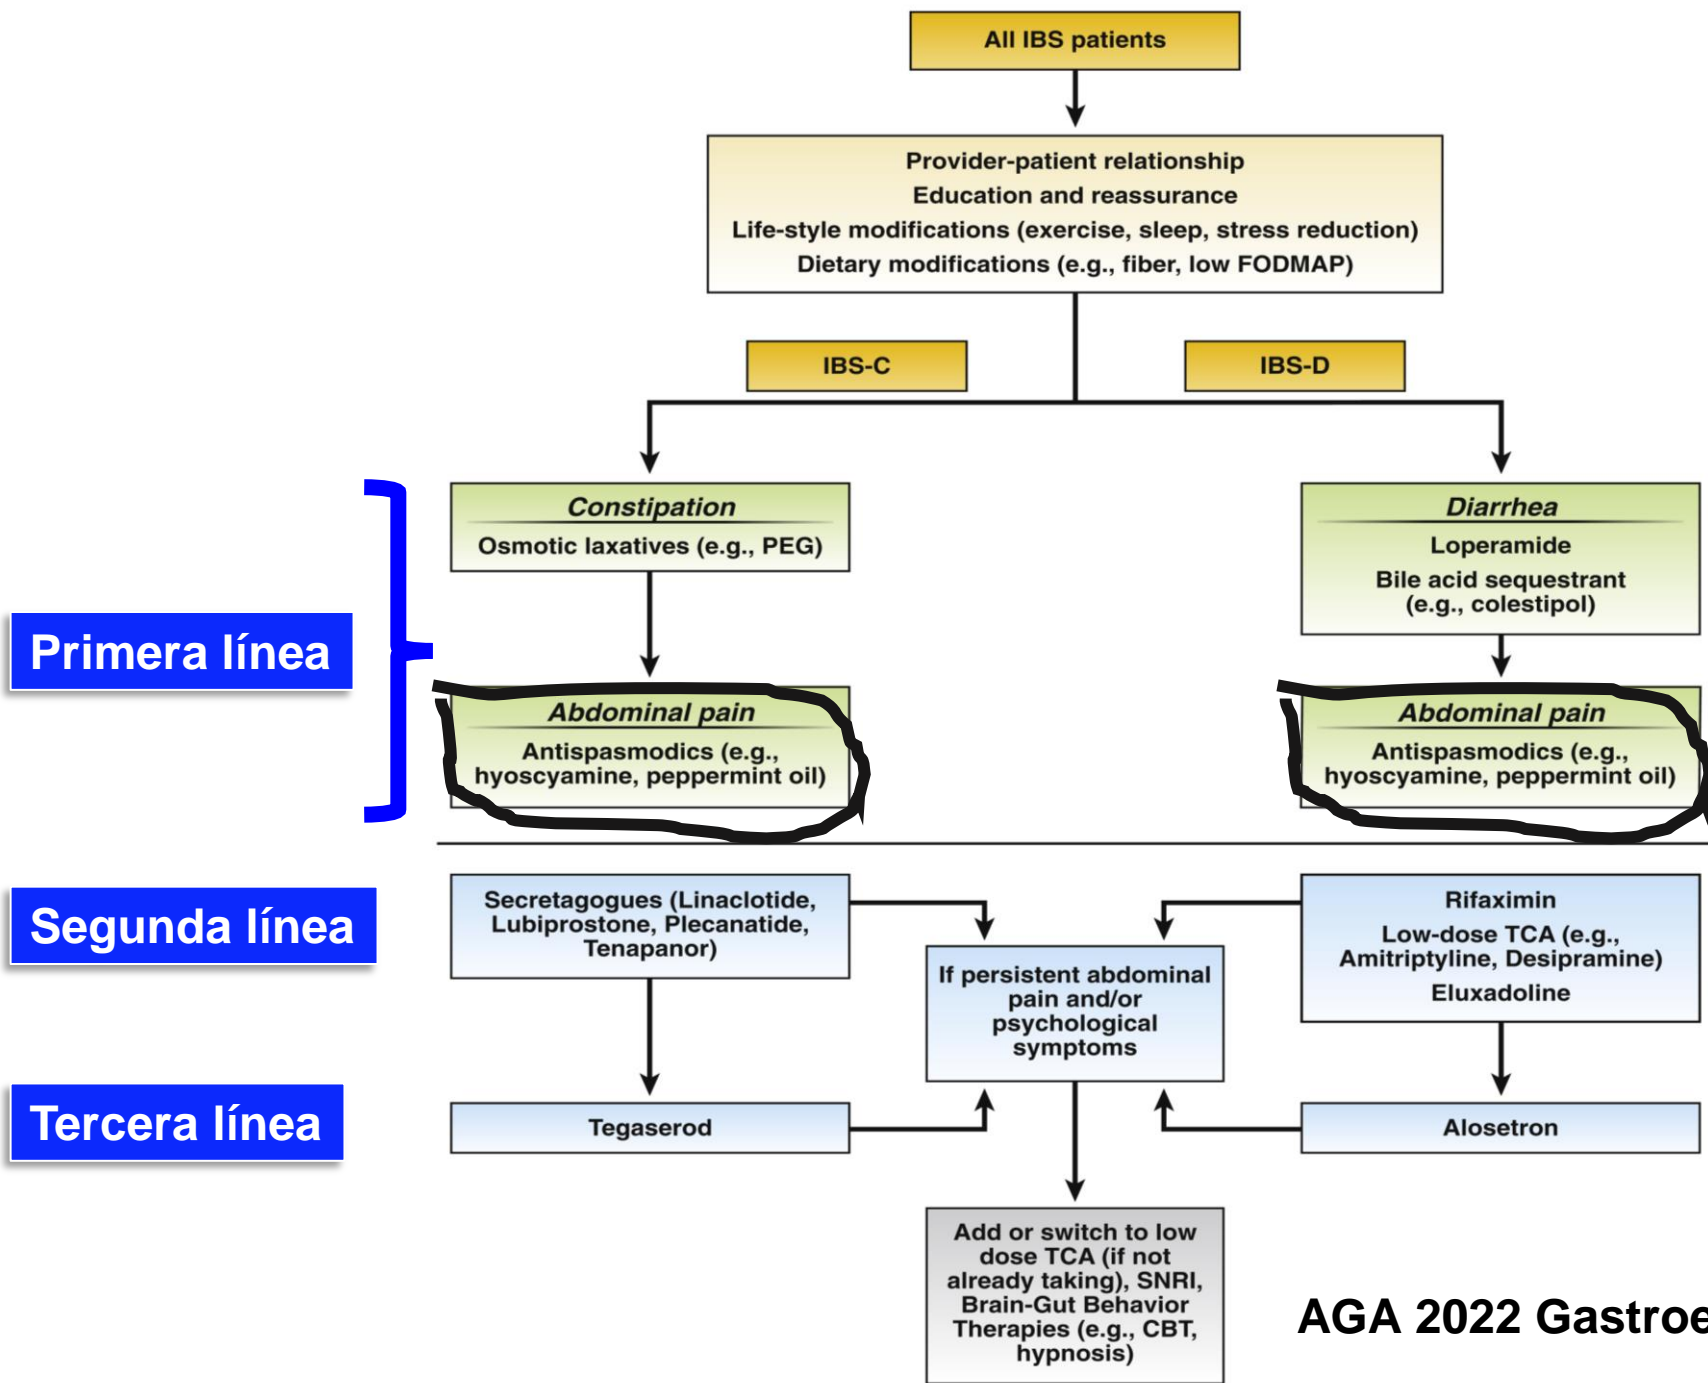 All IBS patients
Provider-patient relationship
Education and reassurance
Life-style modifications (exercise, sleep, stress reduction)
Dietary modifications (e.g., fiber, low FODMAP)
IBS-C
IBS-D
Constipation
Osmotic laxatives (e.g., PEG)
Diarrhea
Loperamide
Bile acid sequestrant
(e.g., colestipol)
Primera línea
Abdominal pain
Antispasmodics (e.g.,
hyoscyamine, peppermint oil)
Abdominal pain
Antispasmodics (e.g.,
hyoscyamine, peppermint oil)
Segunda línea
Secretagogues (Linaclotide,
Lubiprostone, Plecanatide,
Tenapanor)
If persistent abdominal
pain and/or
psychological
symptoms
Rifaximin
Low-dose TCA (e.g.,
Amitriptyline, Desipramine)
Eluxadoline
Tercera línea
Tegaserod
Alosetron
Add or switch to low
dose TCA (if not
already taking), SNRI,
Brain-Gut Behavior
Therapies (e.g., CBT,
hypnosis)
AGA 2022 Gastroe